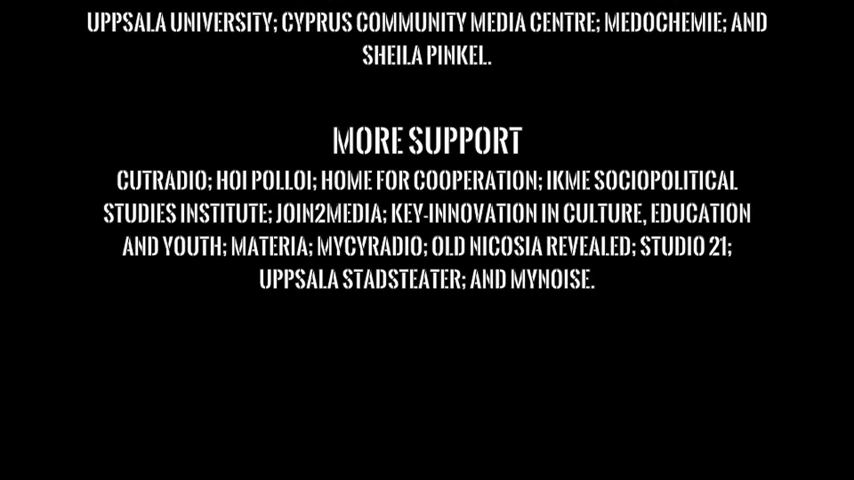 UPPSALA UNIVERSITY; CYPRUS COMMUNITY MEDIA CENTRE; MEDOCHEMIE; AND
SHEILA PINKEL.
MORE SUPPORT
CUTRADIO; HOI POLLOI; HOME FOR COOPERATION; IKME SOCIOPOLITICAL
STUDIES INSTITUTE; JOIN2MEDIA; KEY-INNOVATION IN CULTURE, EDUCATION
AND YOUTH; MATERIA; MYCYRADIO; OLD NICOSIA REVEALED; STUDIO 21;
UPPSALA STADSTEATER; AND MYNOISE.